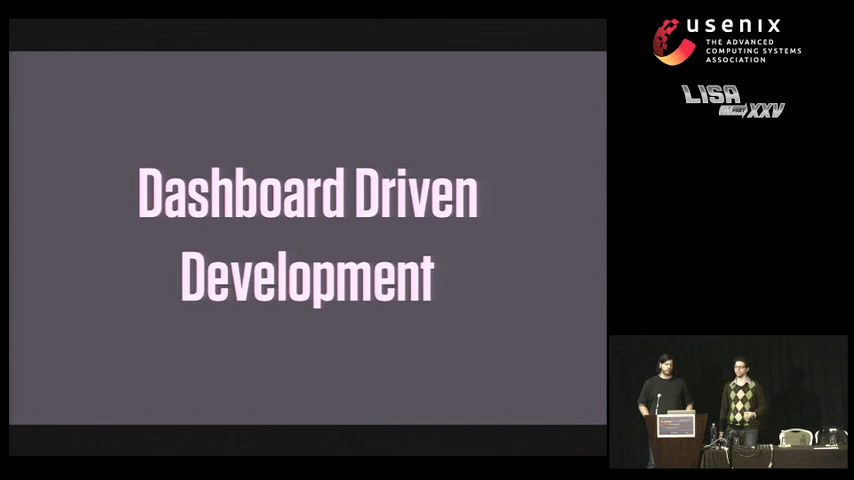 Dashboard Driven
Development
usenix
THE ADVANCED
COMPUTING SYSTEMS
ASSOCIATION
LISA
XXV